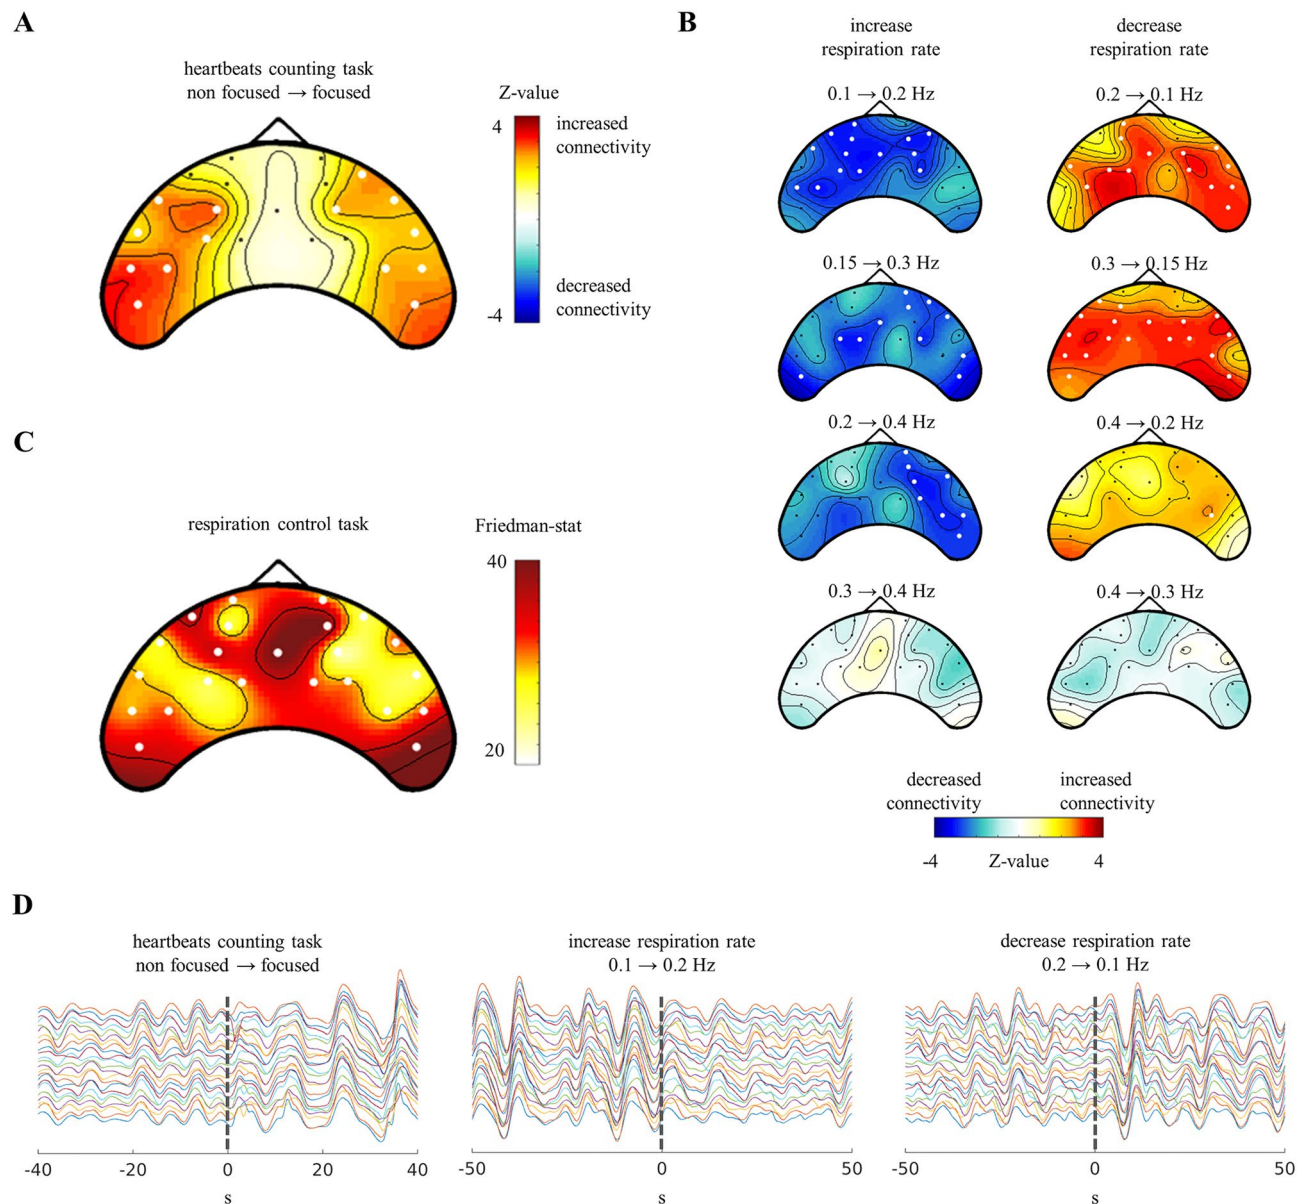 A
heartbeats counting task
non focused → focused
Z-value
4
increased
connectivity
decreased
connectivity
-4
B
increase
respiration rate
decrease
respiration rate
0.1 → 0.2 Hz
0.2 → 0.1 Hz
0.15 → 0.3 Hz
0.3 → 0.15 Hz
0.2 → 0.4 Hz
0.4 → 0.2 Hz
0.3 → 0.4 Hz
0.4 → 0.3 Hz
decreased
connectivity
increased
connectivity
-4
Z-value
4
C
respiration control task
Friedman-stat
40
20
D
heartbeats counting task
non focused → focused
-40
-20
0
20
40
s
increase respiration rate
0.1 → 0.2 Hz
-50
0
50
s
decrease respiration rate
0.2 → 0.1 Hz
-50
0
50
s